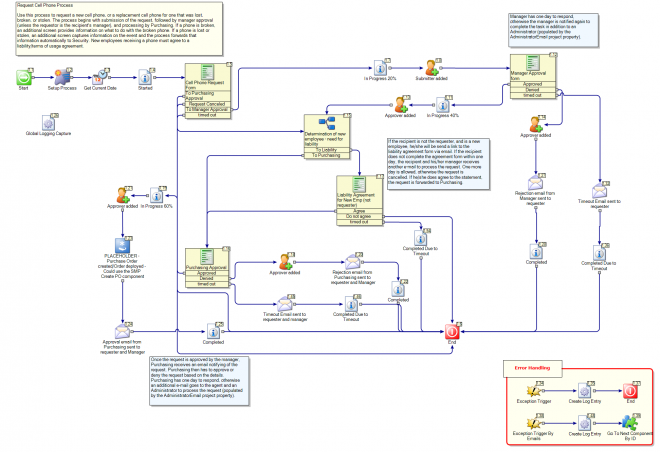 Request Cell Phone Process
Use this process to request a new cell phone, or a replacement cell phone for one that was lost,
broken, or stolen. The process begins with submission of the request, followed by manager approval
(unless the requestor is the recipient's manager), and processing by Purchasing. If a phone is broken,
an additional screen provides information on what to do with the broken phone. If a phone is lost or
stolen, an additional screen captures information on the event and the process forwards that
information automatically to Security. New employees receiving a phone must agree to a
liability/terms of usage agreement.
Manager has one day to respond,
otherwise the manager is notified again to
complete the task in addition to an
Administrator (populated by the
AdministratorEmail project property).
Start
Setup Process
Get Current Date
Started
Cell Phone Request
Form
To Purchasing
Approval
Request Canceled
To Manager Approval
timed out
In Progress 20%
Submitter added
Manager Approval
form
Approved
Denied
timed out
Global Logging Capture
Approver added
In Progress 40%
Determination of new
employee - need for
liability
To Liability
To Purchasing
Approver added
If the recipient is not the requester, and is a new
employee, he/she will be send a link to the
liability agreement form via email. If the recipient
does not complete the agreement form within one
day, the recipient and his/her manager receives
another e-mail to process the request. One more
day is allowed, otherwise the request is
cancelled. If he/she does agree to the statement
the request is forwarded to Purchasing.
Liability Agreement
for New Emp (not
requester)
Agree
Do not agree
timed out
Rejection email from
Manager sent to
requester
Timeout Email sent to
requester
Approver added
In Progress 60%
Completed Due to
Timeout
Completed
Completed Due to
Timeout
PLACEHOLDER -
Purchase Order
created/Order deployed -
Could use the SMP
Create PO component
Purchasing Approval
Approved
Denied
timed out
Approver added
Rejection email from
Purchasing sent to
requester and Manager
Completed
Timeout Email sent to
requester and manager
Completed Due to
Timeout
Approval email from
Purchasing sent to
requester and Manager
Completed
End
Once the request is approved by the manager,
Purchasing receives an email notifying of the
request. Purchasing then has to approve or
deny the request based on the details.
Purchasing has one day to respond, otherwise
an additional e-mail goes to the agent and an
Administrator to process the request (populated
by the AdministratorEmail project property).
Error Handling
Exception Trigger
Create Log Entry
End
Exception Trigger By
Emails
Create Log Entry
Go To Next Component
By ID